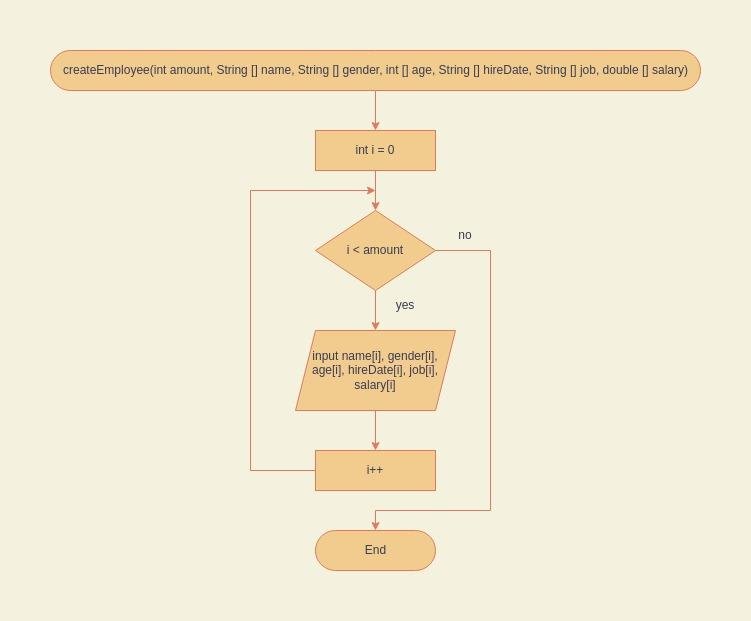 createEmployee(int amount, String [] name, String [] gender, int [] age, String [] hireDate, String [] job, double [] salary)
int i = 0
i < amount
no
yes
input name[i], gender[i],
age[i], hireDate[i], job[i],
salary[i]
i++
End